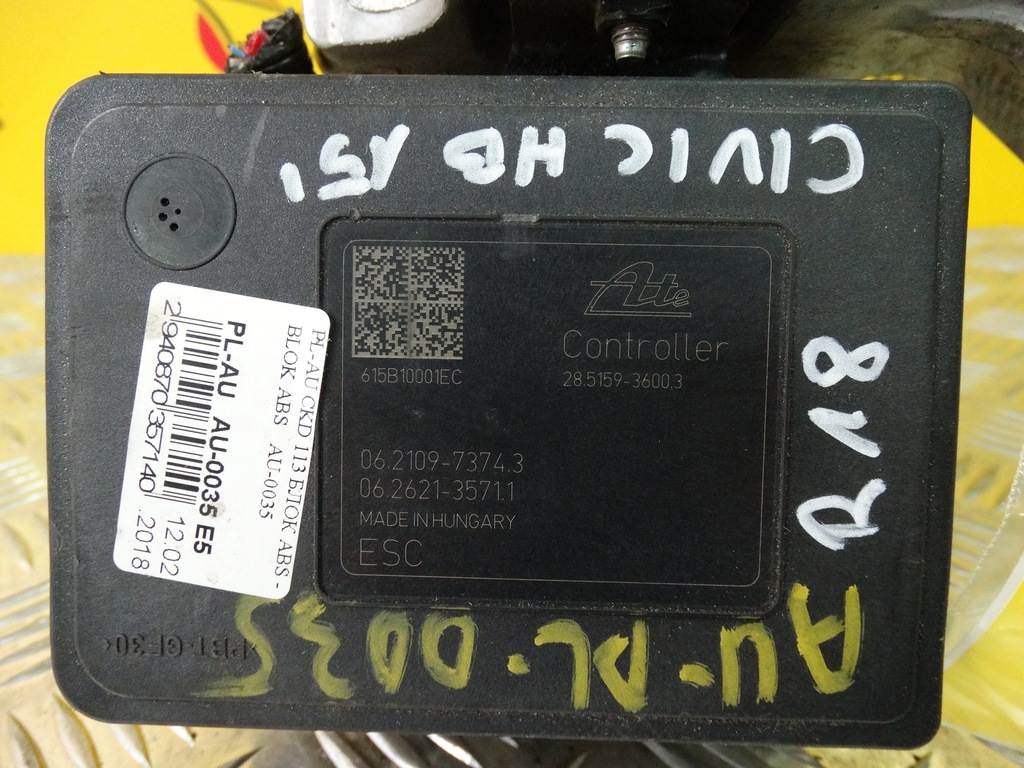 CIVIC HB 15'
Ate
Controller
615B10001EC
28.5159-3600.3
06.2109-7374.3
06.2621-3571.1
MADE IN HUNGARY
ESC
R18
PL-AU CKD 113 БЛОК ABS -
BLOK ABS AU-0035
PL-AU AU-0035 E5
12.02
2940870357140 .2018
AU-PL-0035
>PBT-GF30<